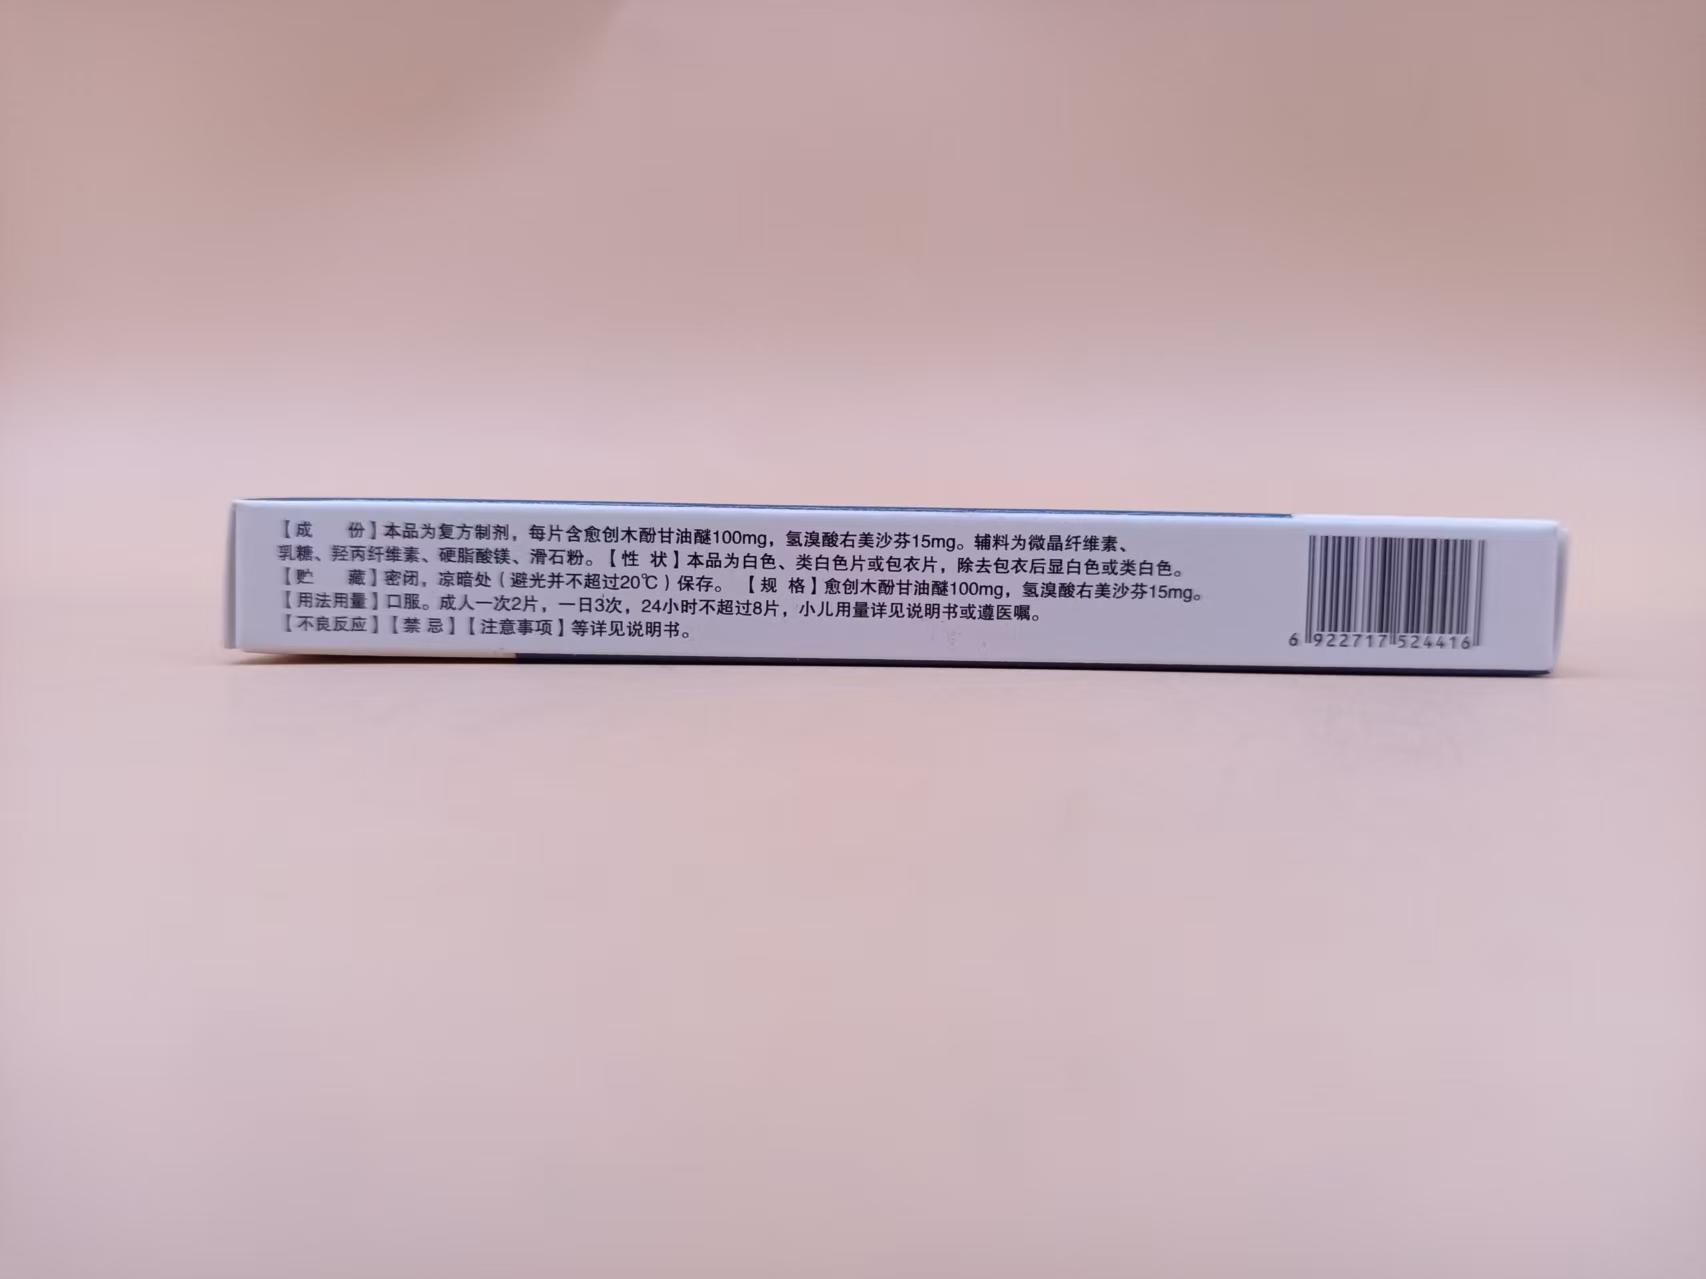 【成　份】本品为复方制剂，每片含愈创木酚甘油醚100mg，氢溴酸右美沙芬15mg。辅料为微晶纤维素、
乳糖、羟丙纤维素、硬脂酸镁、滑石粉。【性 状】本品为白色、类白色片或包衣片，除去包衣后显白色或类白色。
【贮　藏】密闭，凉暗处（避光并不超过20℃）保存。【规 格】愈创木酚甘油醚100mg，氢溴酸右美沙芬15mg。
【用法用量】口服。成人一次2片，一日3次，24小时不超过8片，小儿用量详见说明书或遵医嘱。
【不良反应】【禁 忌】【注意事项】等详见说明书。
6 922717 524416